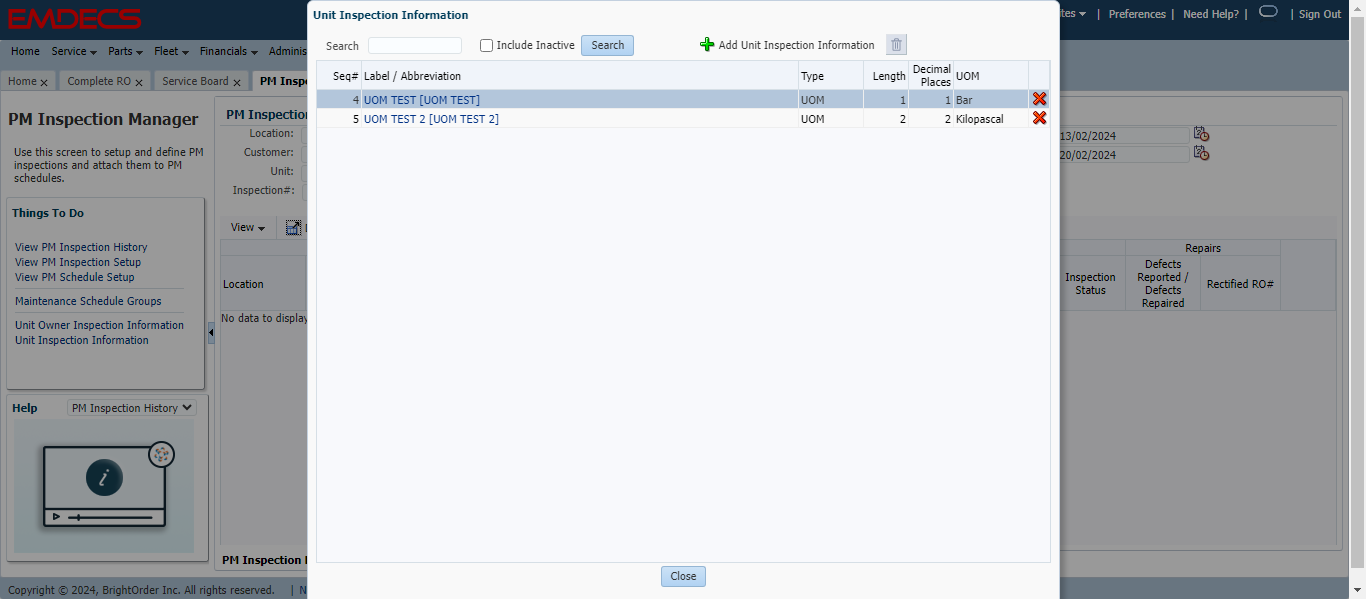 EMDECS
tes | Preferences | Need Help? | | Sign Out
Home Service Parts Fleet Financials Adminis
Home x Complete RO x Service Board x PM Inspe
PM Inspection Manager
Use this screen to setup and define PM
inspections and attach them to PM
schedules.
Things To Do
View PM Inspection History
View PM Inspection Setup
View PM Schedule Setup
Maintenance Schedule Groups
Unit Owner Inspection Information
Unit Inspection Information
Help PM Inspection History
i
PM Inspection
Location:
Customer:
Unit:
Inspection#:
13/02/2024
20/02/2024
View
Location
Inspection
Status
Repairs
Defects
Reported /
Defects
Repaired
Rectified RO#
No data to display
PM Inspection
Unit Inspection Information
Search Include Inactive Search Add Unit Inspection Information
Seq# Label / Abbreviation Type Length Decimal Places UOM
4 UOM TEST [UOM TEST] UOM 1 1 Bar
5 UOM TEST 2 [UOM TEST 2] UOM 2 2 Kilopascal
Close
Copyright © 2024, BrightOrder Inc. All rights reserved. | N